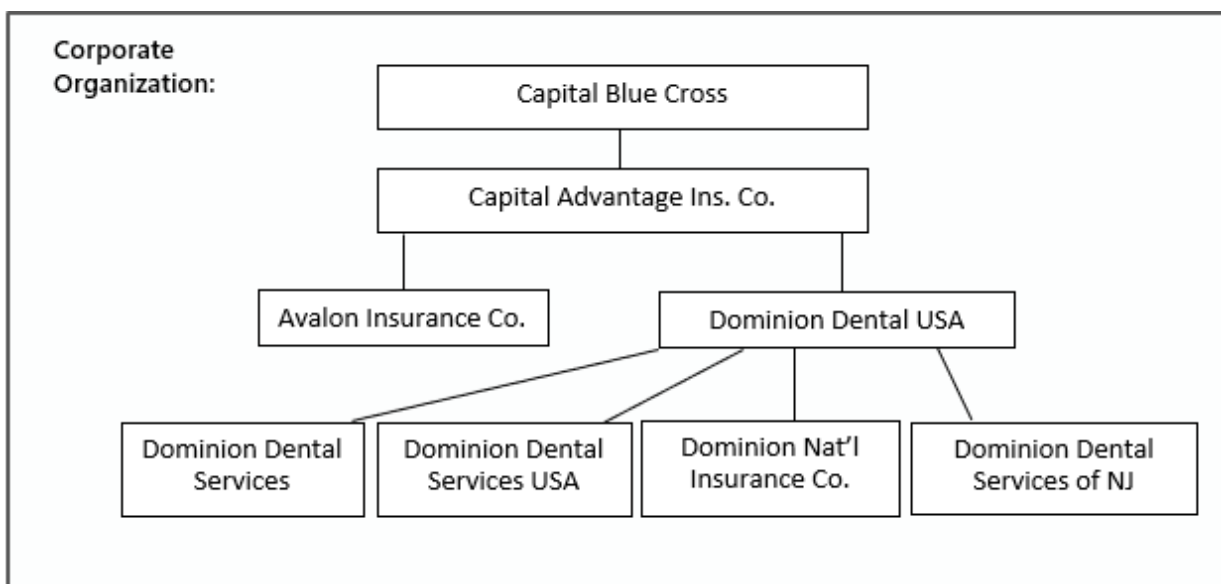 Corporate
Organization:
Capital Blue Cross
Capital Advantage Ins. Co.
Avalon Insurance Co.
Dominion Dental USA
Dominion Dental
Services
Dominion Dental
Services USA
Dominion Nat’l
Insurance Co.
Dominion Dental
Services of NJ